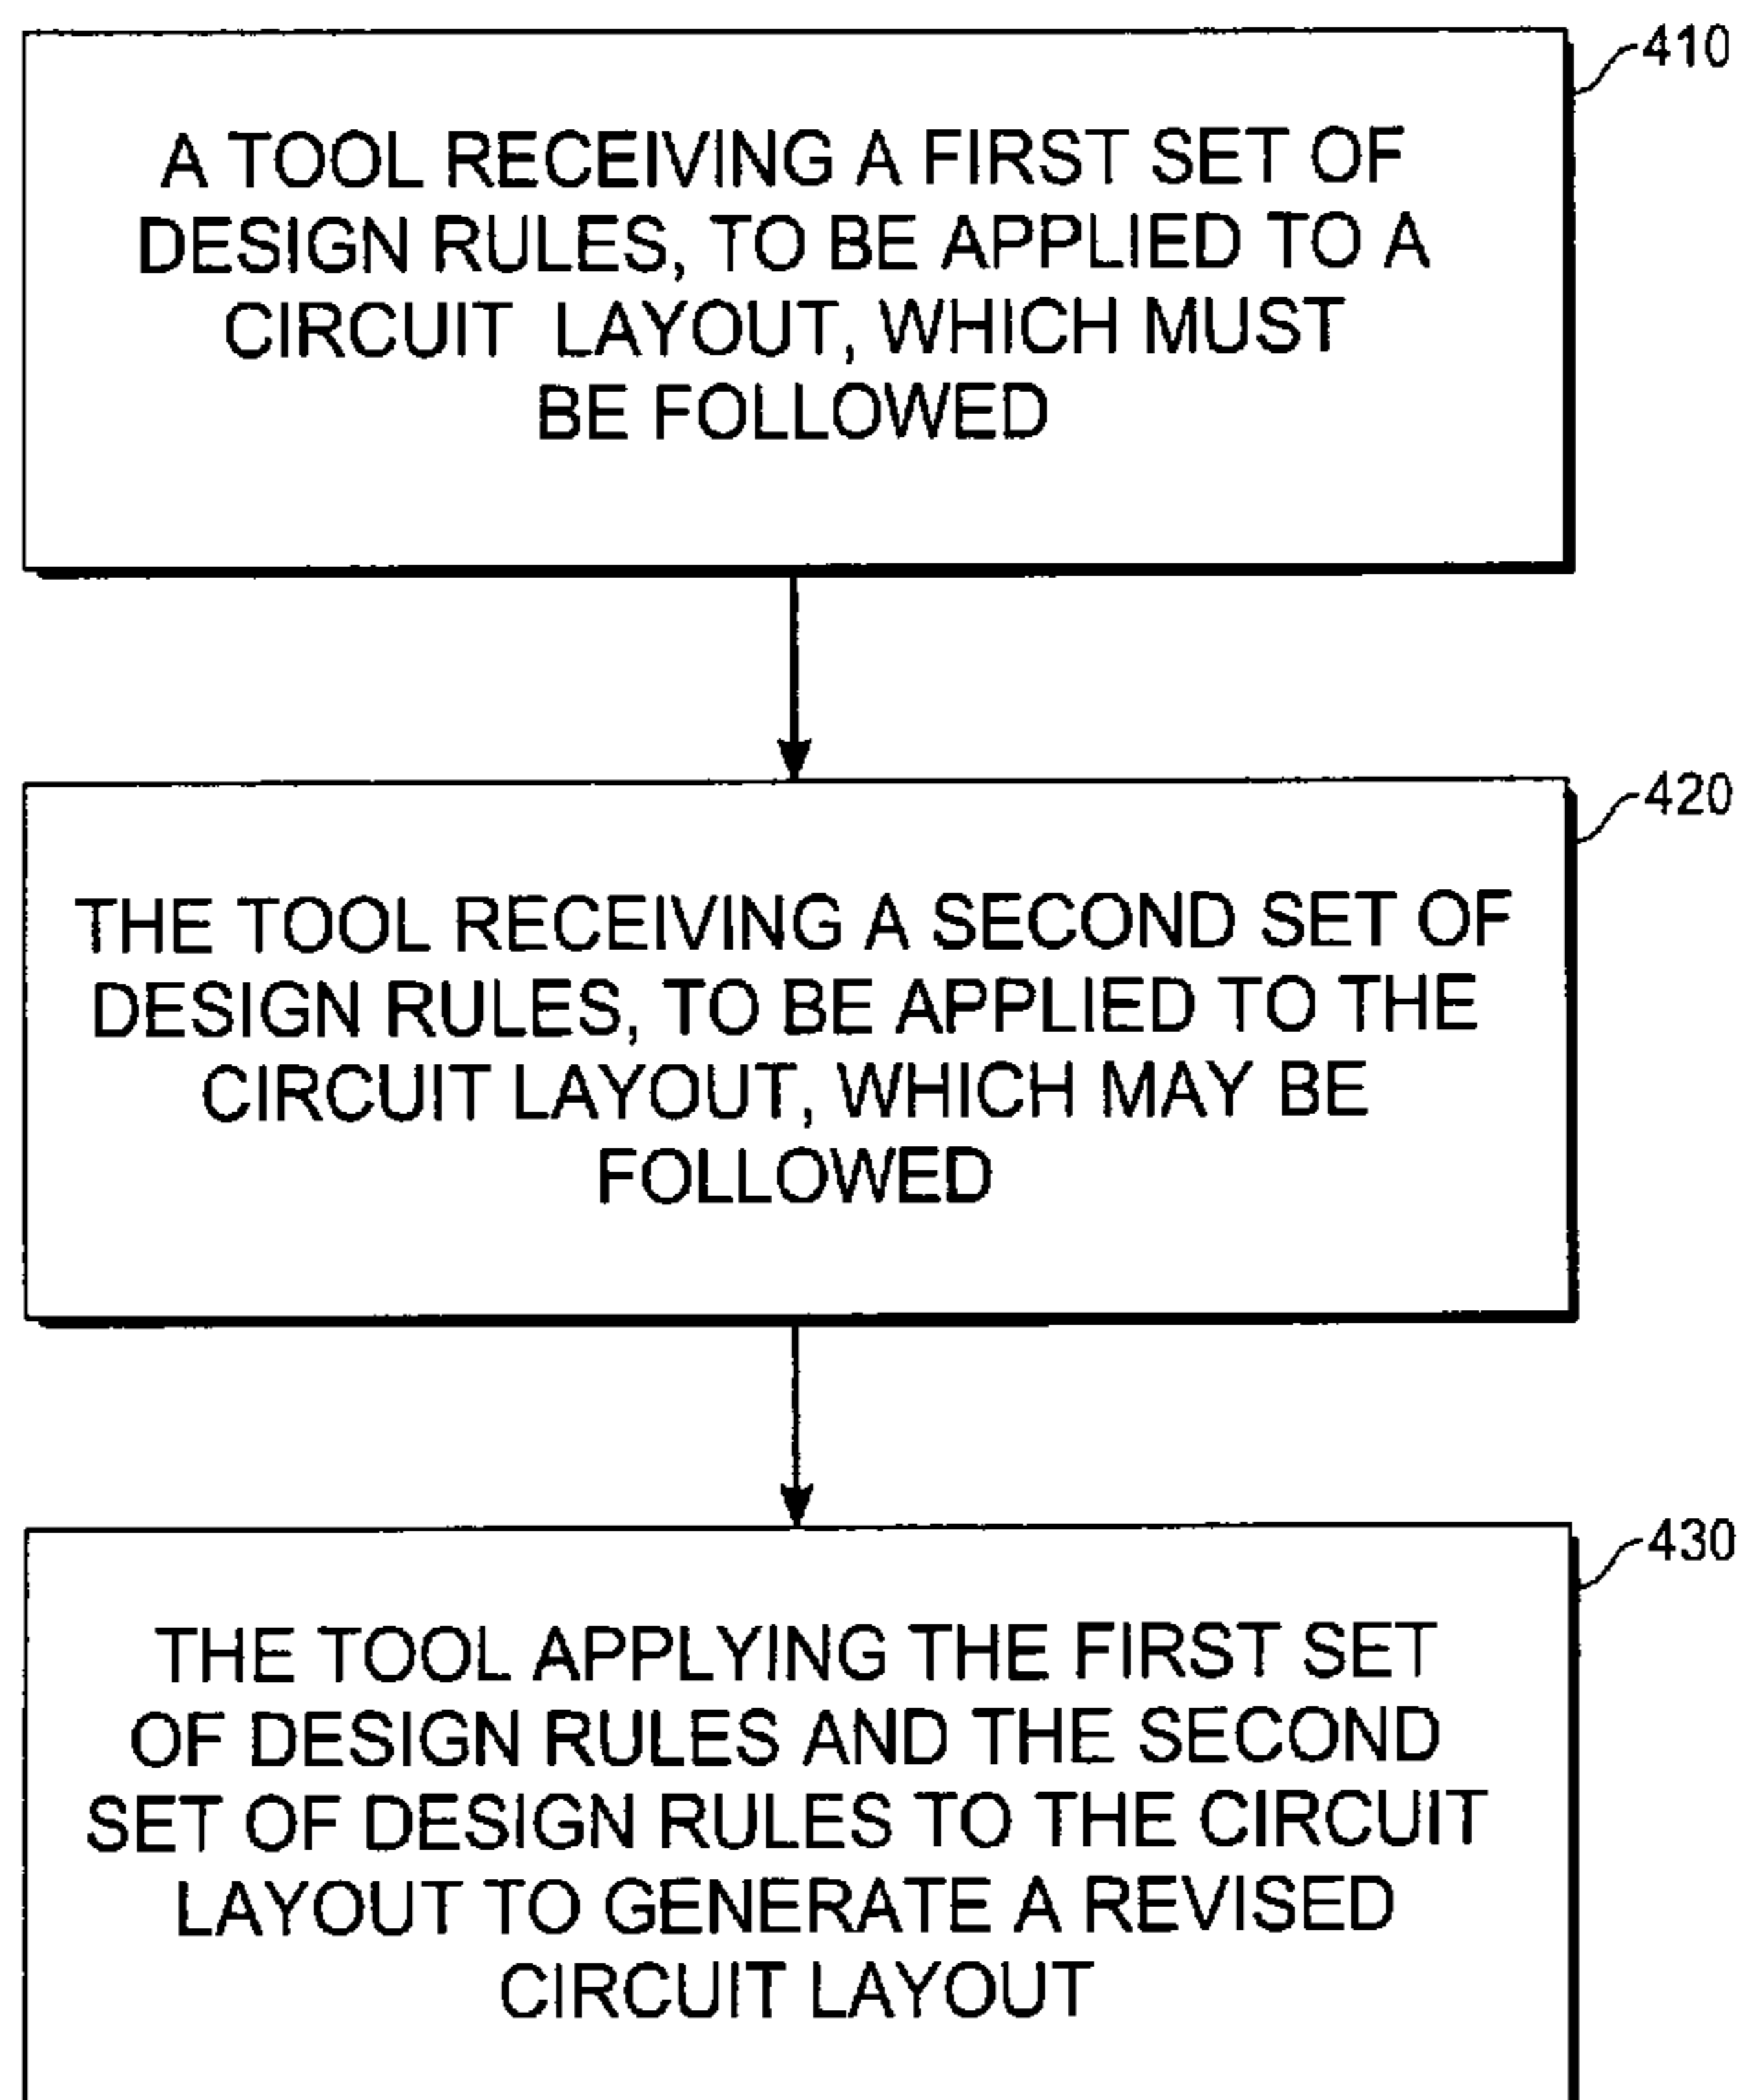 410
A TOOL RECEIVING A FIRST SET OF
DESIGN RULES, TO BE APPLIED TO A
CIRCUIT LAYOUT, WHICH MUST
BE FOLLOWED
420
THE TOOL RECEIVING A SECOND SET OF
DESIGN RULES, TO BE APPLIED TO THE
CIRCUIT LAYOUT, WHICH MAY BE
FOLLOWED
430
THE TOOL APPLYING THE FIRST SET
OF DESIGN RULES AND THE SECOND
SET OF DESIGN RULES TO THE CIRCUIT
LAYOUT TO GENERATE A REVISED
CIRCUIT LAYOUT